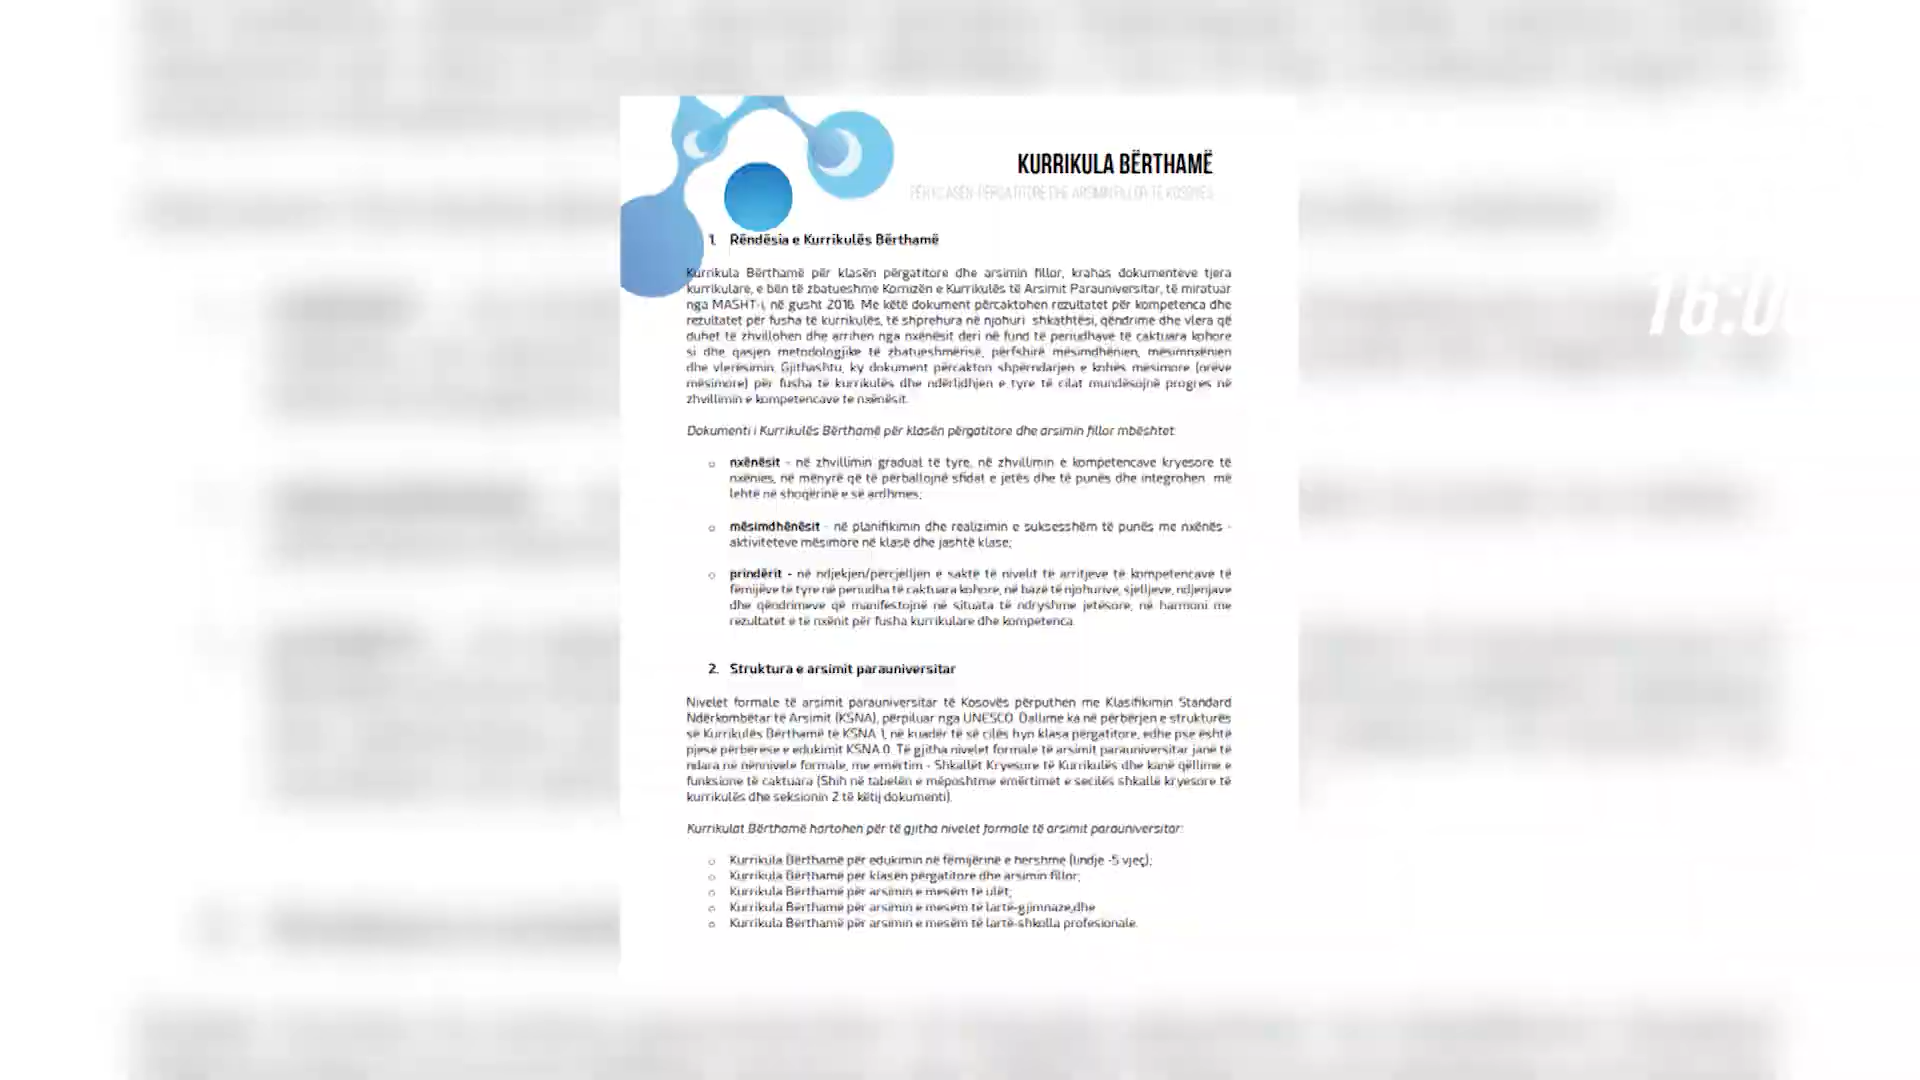 KURRIKULA BËRTHAMË
PËR KLASËN PËRGATITORE DHE ARSIMIN FILLOR TË KOSOVËS
1. Rëndësia e Kurrikulës Bërthamë
Kurrikula Bërthamë për klasën përgatitore dhe arsimin fillor, krahas dokumenteve tjera
kurrikulare, e bën të zbatueshme Kornizën e Kurrikulës të Arsimit Parauniversitar, të miratuar
nga MASHT-i, në gusht 2016. Me këtë dokument përcaktohen rezultatet për kompetenca dhe
rezultatet për fusha të kurrikulës, të shprehura në njohuri shkathtësi, qëndrime dhe vlera që
duhet të zhvillohen dhe arrihen nga nxënësit deri në fund të periudhave të caktuara kohore
si dhe qasjen metodologjike të zbatueshmërisë, përfshirë mësimdhënien, mësimnxënien
dhe vlerësimin. Gjithashtu, ky dokument përcakton shpërndarjen e kohës mësimore (orëve
mësimore) për fusha të kurrikulës dhe ndërlidhjen e tyre të cilat mundësojnë progres në
zhvillimin e kompetencave te nxënësit.
Dokumenti i Kurrikulës Bërthamë për klasën përgatitore dhe arsimin fillor mbështet:
o nxënësit - në zhvillimin gradual të tyre, në zhvillimin e kompetencave kryesore të
nxënies, në mënyrë që të përballojnë sfidat e jetës dhe të punës dhe integrohen më
lehtë në shoqërinë e së ardhmes;
o mësimdhënësit - në planifikimin dhe realizimin e suksesshëm të punës me nxënës -
aktiviteteve mësimore në klasë dhe jashtë klase;
o prindërit - në ndjekjen/përcjelljen e saktë të nivelit të arritjeve të kompetencave të
fëmijëve të tyre në periudha të caktuara kohore, në bazë të njohurive, sjelljeve, ndjenjave
dhe qëndrimeve që manifestojnë në situata të ndryshme jetësore, në harmoni me
rezultatet e të nxënit për fusha kurrikulare dhe kompetenca.
2. Struktura e arsimit parauniversitar
Nivelet formale të arsimit parauniversitar të Kosovës përputhen me Klasifikimin Standard
Ndërkombëtar të Arsimit (KSNA), përpiluar nga UNESCO. Dallime ka në përbërjen e strukturës
së Kurrikulës Bërthamë të KSNA 1, në kuadër të së cilës hyn klasa përgatitore, edhe pse është
pjesë përbërëse e edukimit KSNA 0. Të gjitha nivelet formale të arsimit parauniversitar janë të
ndara në nënnivele formale, me emërtim - Shkallët Kryesore të Kurrikulës dhe kanë qëllime e
funksione të caktuara (Shih në tabelën e mëposhtme emërtimet e secilës shkallë kryesore të
kurrikulës dhe seksionin 2 të këtij dokumenti).
Kurrikulat Bërthamë hartohen për të gjitha nivelet formale të arsimit parauniversitar:
o Kurrikula Bërthamë për edukimin në fëmijërinë e hershme (lindje -5 vjeç);
o Kurrikula Bërthamë për klasën përgatitore dhe arsimin fillor;
o Kurrikula Bërthamë për arsimin e mesëm të ulët;
o Kurrikula Bërthamë për arsimin e mesëm të lartë-gjimnaze,dhe
o Kurrikula Bërthamë për arsimin e mesëm të lartë-shkolla profesionale.